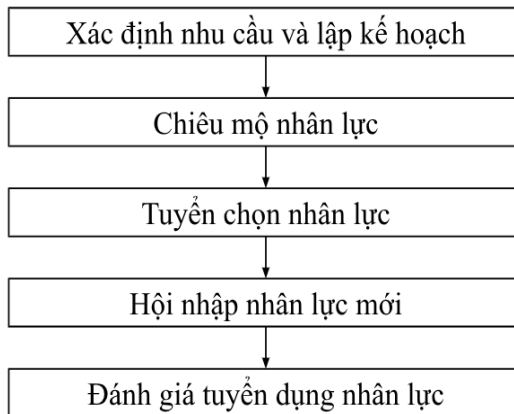 Xác định nhu cầu và lập kế hoạch
Chiêu mộ nhân lực
Tuyển chọn nhân lực
Hội nhập nhân lực mới
Đánh giá tuyển dụng nhân lực